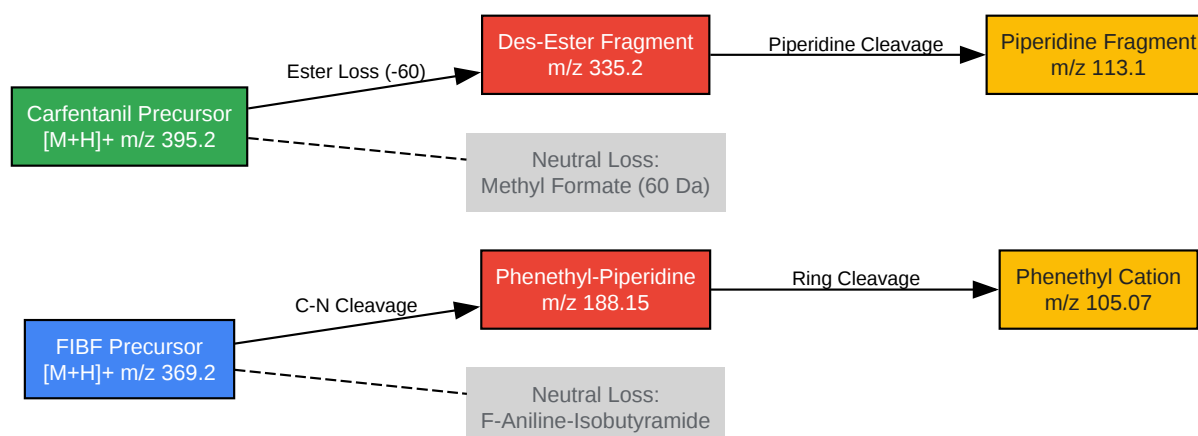 Carfentanil Precursor
[M+H]+ m/z 395.2
Ester Loss (-60)
Des-Ester Fragment
m/z 335.2
Piperidine Cleavage
Piperidine Fragment
m/z 113.1
Neutral Loss:
Methyl Formate (60 Da)
FIBF Precursor
[M+H]+ m/z 369.2
C-N Cleavage
Phenethyl-Piperidine
m/z 188.15
Ring Cleavage
Phenethyl Cation
m/z 105.07
Neutral Loss:
F-Aniline-Isobutyramide